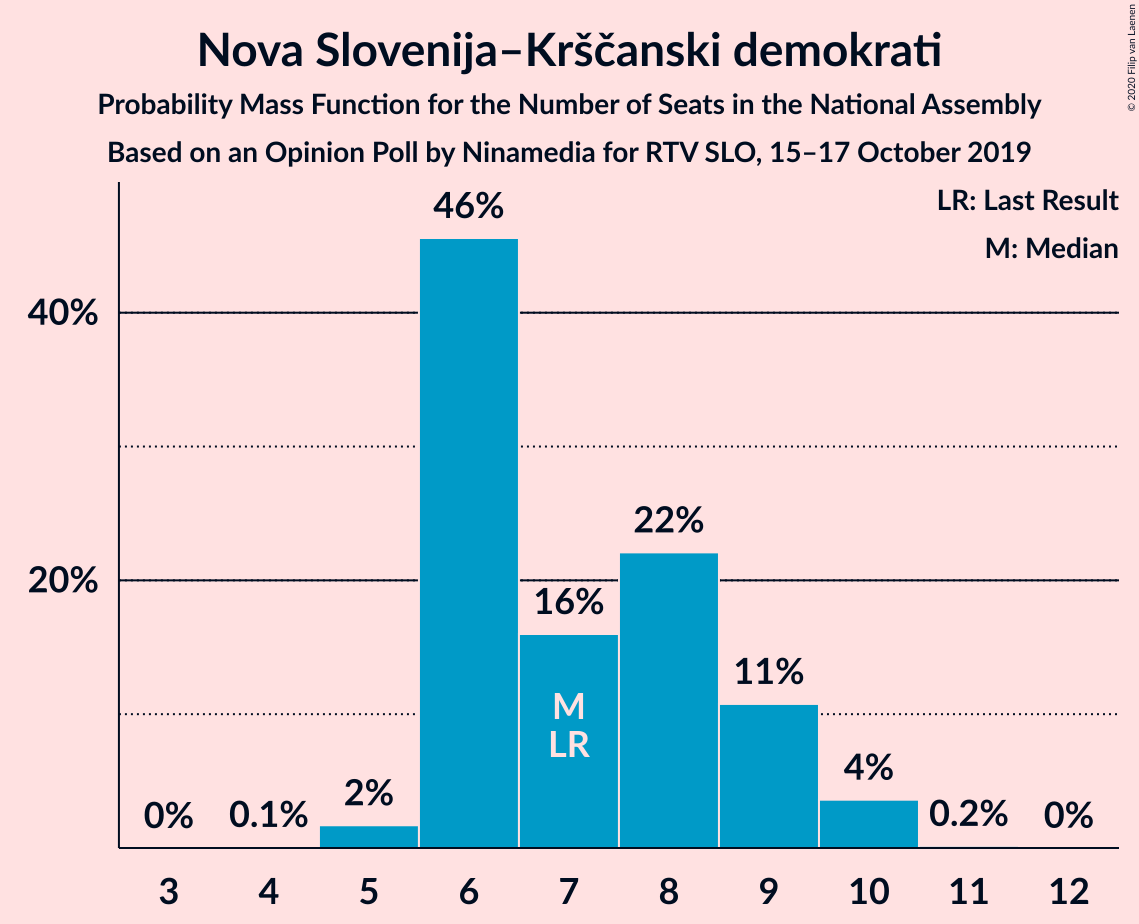 Nova Slovenija–Krščanski demokrati
Probability Mass Function for the Number of Seats in the National Assembly
Based on an Opinion Poll by Ninamedia for RTV SLO, 15–17 October 2019
© 2020 Filip van Laenen
LR: Last Result
M: Median
40%
20%
0%
0.1%
2%
46%
16%
22%
11%
4%
0.2%
0%
M
LR
3 4 5 6 7 8 9 10 11 12